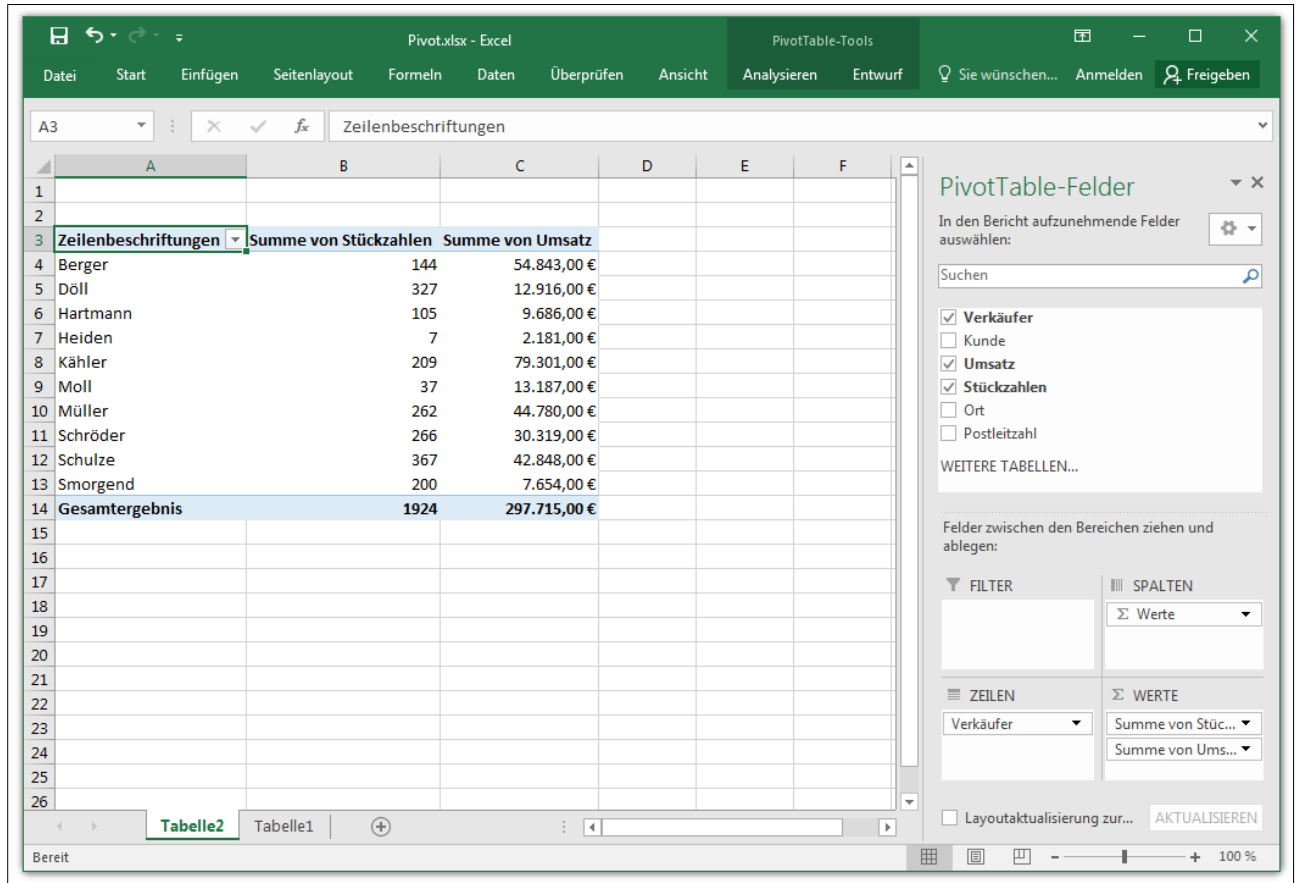 Pivot.xlsx - Excel
PivotTable-Tools
Datei Start Einfügen Seitenlayout Formeln Daten Überprüfen Ansicht Analysieren Entwurf Sie wünschen... Anmelden Freigeben
A3 fx Zeilenbeschriftungen
A B C D E F
1
2
3 Zeilenbeschriftungen Summe von Stückzahlen Summe von Umsatz
4 Berger 144 54.843,00 €
5 Döll 327 12.916,00 €
6 Hartmann 105 9.686,00 €
7 Heiden 7 2.181,00 €
8 Kähler 209 79.301,00 €
9 Moll 37 13.187,00 €
10 Müller 262 44.780,00 €
11 Schröder 266 30.319,00 €
12 Schulze 367 42.848,00 €
13 Smorgend 200 7.654,00 €
14 Gesamtergebnis 1924 297.715,00 €
15
16
17
18
19
20
21
22
23
24
25
26
Tabelle2 Tabelle1
Bereit
100 %
PivotTable-Felder
In den Bericht aufzunehmende Felder
auswählen:
Suchen
Verkäufer
Kunde
Umsatz
Stückzahlen
Ort
Postleitzahl
WEITERE TABELLEN...
Felder zwischen den Bereichen ziehen und
ablegen:
FILTER
SPALTEN
Σ Werte
ZEILEN
Verkäufer
Σ WERTE
Summe von Stüc...
Summe von Ums...
Layoutaktualisierung zur... AKTUALISIEREN